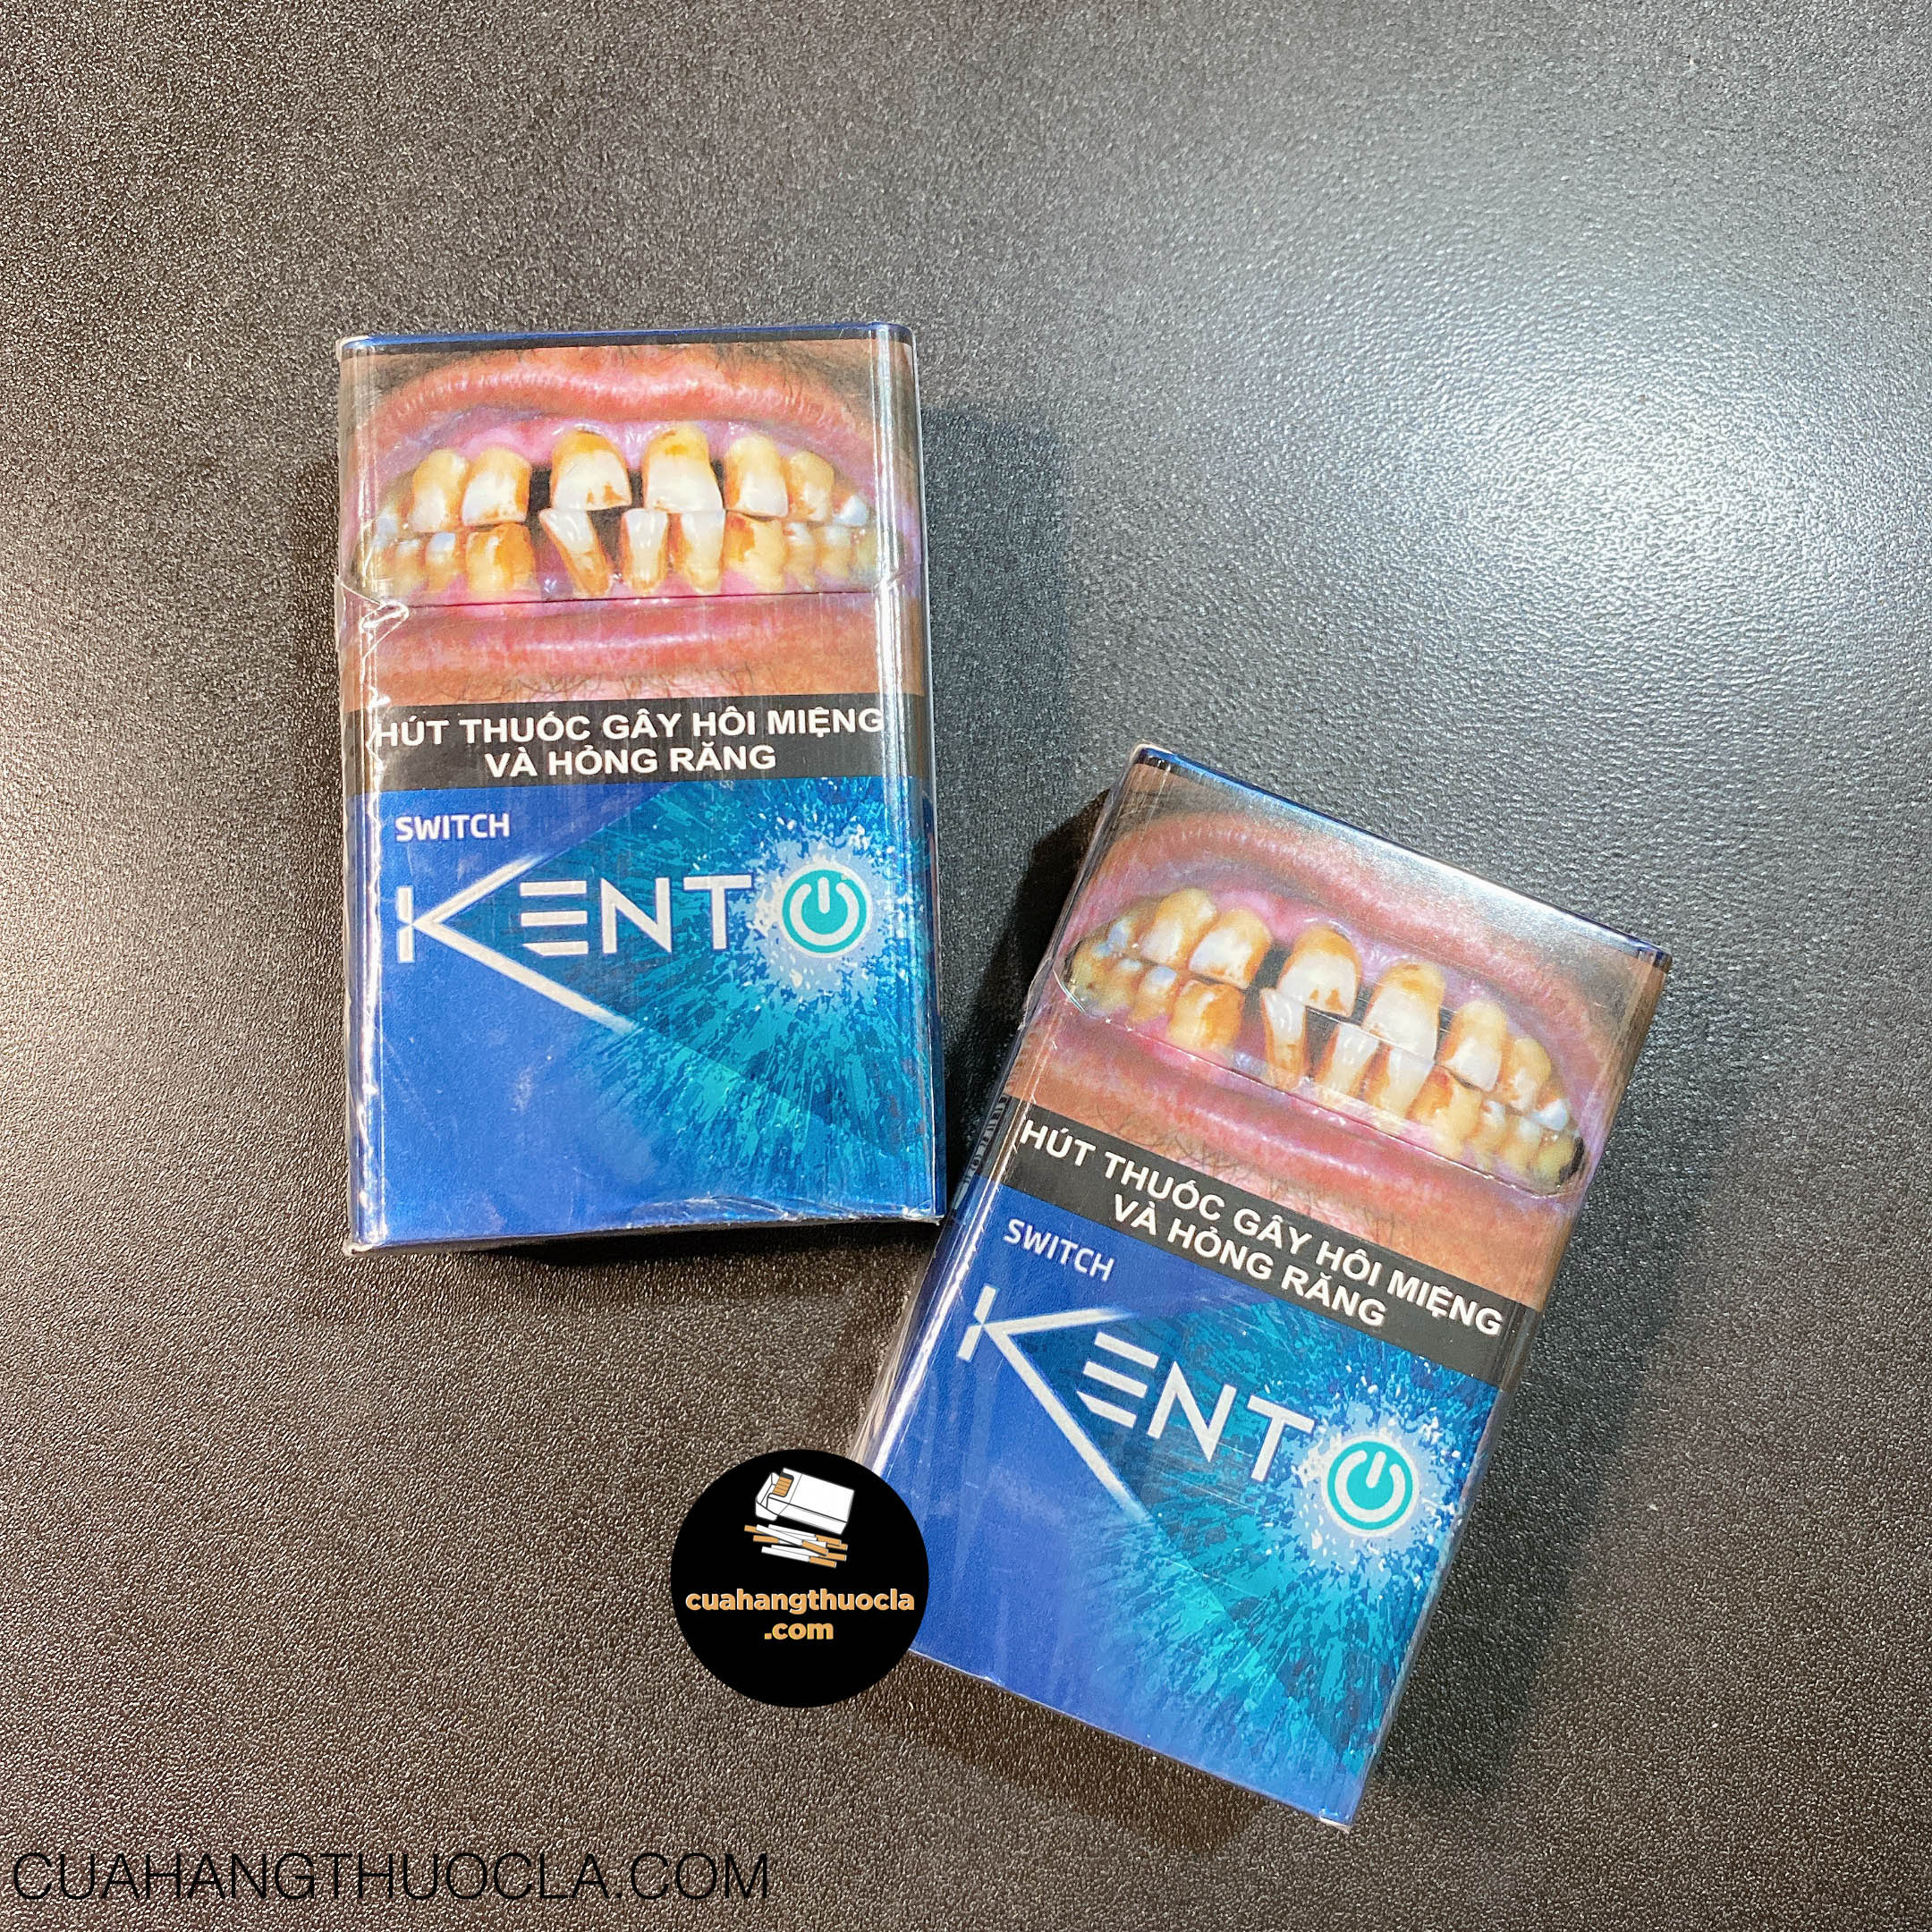 HÚT THUỐC GÂY HÔI MIỆNG
VÀ HỎNG RĂNG
SWITCH
KENT
HÚT THUỐC GÂY HÔI MIỆNG
VÀ HỎNG RĂNG
SWITCH
KENT
cuahangthuocla
.com
CUAHANGTHUOCLA.COM